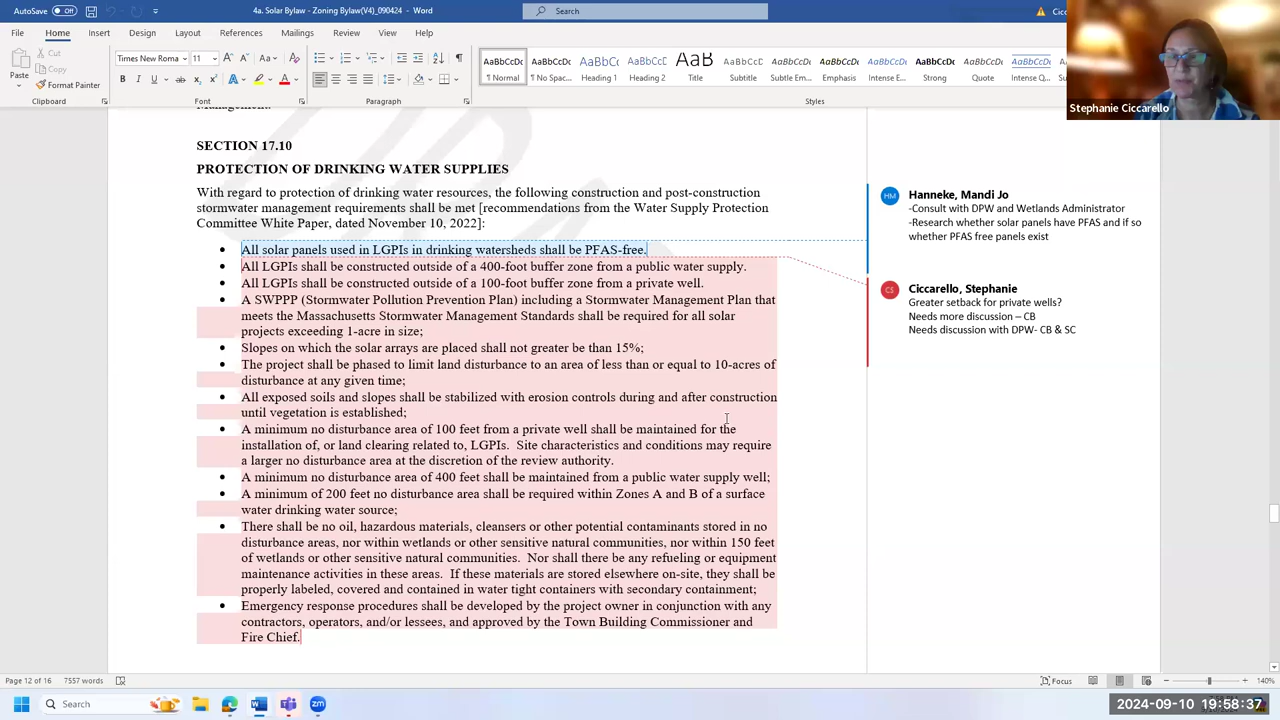 AutoSave Off
4a. Solar Bylaw - Zoning Bylaw(V4)_090424 - Word
Search
Cicc
File Home Insert Design Layout References Mailings Review View Help
Paste
Cut
Copy
Format Painter
Clipboard
Times New Roma 11
Font
Paragraph
AaBbCcDc AaBbCcDc AaBbCc AaBbCcC AaB AaBbCcC AaBbCcDc AaBbCcDc AaBbCcDc AaBbCcDc AaBbCcDc AaBbCcDc
¶ Normal ¶ No Spac... Heading 1 Heading 2 Title Subtitle Subtle Em... Emphasis Intense E... Strong Quote Intense Q...
Styles
Stephanie Ciccarello
Management.
SECTION 17.10
PROTECTION OF DRINKING WATER SUPPLIES
With regard to protection of drinking water resources, the following construction and post-construction
stormwater management requirements shall be met [recommendations from the Water Supply Protection
Committee White Paper, dated November 10, 2022]:
• All solar panels used in LGPIs in drinking watersheds shall be PFAS-free.
• All LGPIs shall be constructed outside of a 400-foot buffer zone from a public water supply.
• All LGPIs shall be constructed outside of a 100-foot buffer zone from a private well.
• A SWPPP (Stormwater Pollution Prevention Plan) including a Stormwater Management Plan that
meets the Massachusetts Stormwater Management Standards shall be required for all solar
projects exceeding 1-acre in size;
• Slopes on which the solar arrays are placed shall not greater be than 15%;
• The project shall be phased to limit land disturbance to an area of less than or equal to 10-acres of
disturbance at any given time;
• All exposed soils and slopes shall be stabilized with erosion controls during and after construction
until vegetation is established;
• A minimum no disturbance area of 100 feet from a private well shall be maintained for the
installation of, or land clearing related to, LGPIs.  Site characteristics and conditions may require
a larger no disturbance area at the discretion of the review authority.
• A minimum no disturbance area of 400 feet shall be maintained from a public water supply well;
• A minimum of 200 feet no disturbance area shall be required within Zones A and B of a surface
water drinking water source;
• There shall be no oil, hazardous materials, cleansers or other potential contaminants stored in no
disturbance areas, nor within wetlands or other sensitive natural communities, nor within 150 feet
of wetlands or other sensitive natural communities.  Nor shall there be any refueling or equipment
maintenance activities in these areas.  If these materials are stored elsewhere on-site, they shall be
properly labeled, covered and contained in water tight containers with secondary containment;
• Emergency response procedures shall be developed by the project owner in conjunction with any
contractors, operators, and/or lessees, and approved by the Town Building Commissioner and
Fire Chief.
HM
Hanneke, Mandi Jo
-Consult with DPW and Wetlands Administrator
-Research whether solar panels have PFAS and if so
whether PFAS free panels exist
CS
Ciccarello, Stephanie
Greater setback for private wells?
Needs more discussion – CB
Needs discussion with DPW- CB & SC
Page 12 of 16 7557 words
Focus
140%
Search
2024-09-10 19:58:37